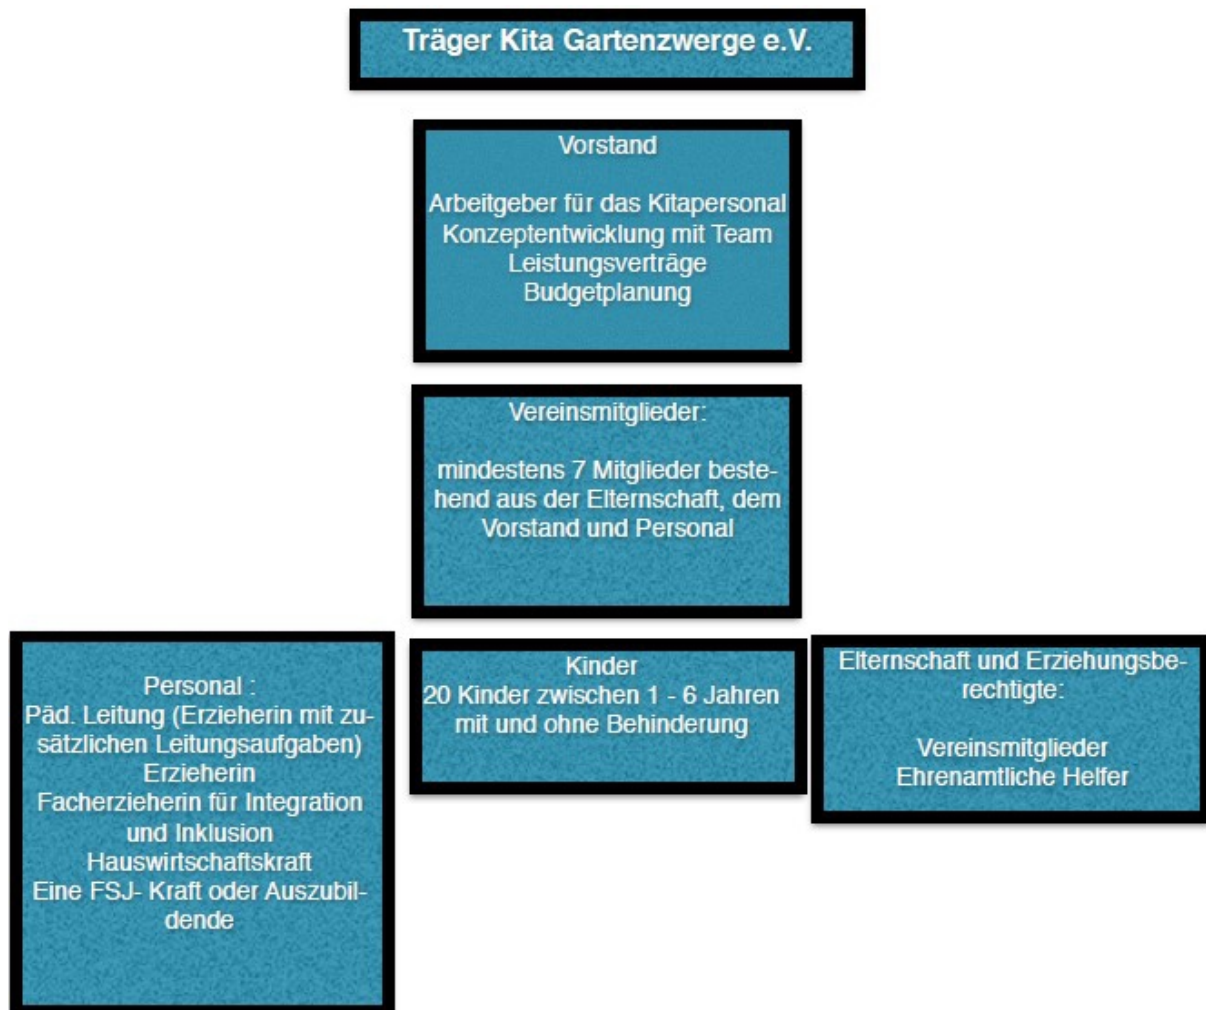 Träger Kita Gartenzwerge e.V.
Vorstand
Arbeitgeber für das Kitapersonal
Konzeptentwicklung mit Team
Leistungsverträge
Budgetplanung
Vereinsmitglieder:
mindestens 7 Mitglieder beste-
hend aus der Elternschaft, dem
Vorstand und Personal
Personal :
Päd. Leitung (Erzieherin mit zu-
sätzlichen Leitungsaufgaben)
Erzieherin
Facherzieherin für Integration
und Inklusion
Hauswirtschaftskraft
Eine FSJ- Kraft oder Auszubil-
dende
Kinder
20 Kinder zwischen 1 - 6 Jahren
mit und ohne Behinderung
Elternschaft und Erziehungsbe-
rechtigte:
Vereinsmitglieder
Ehrenamtliche Helfer